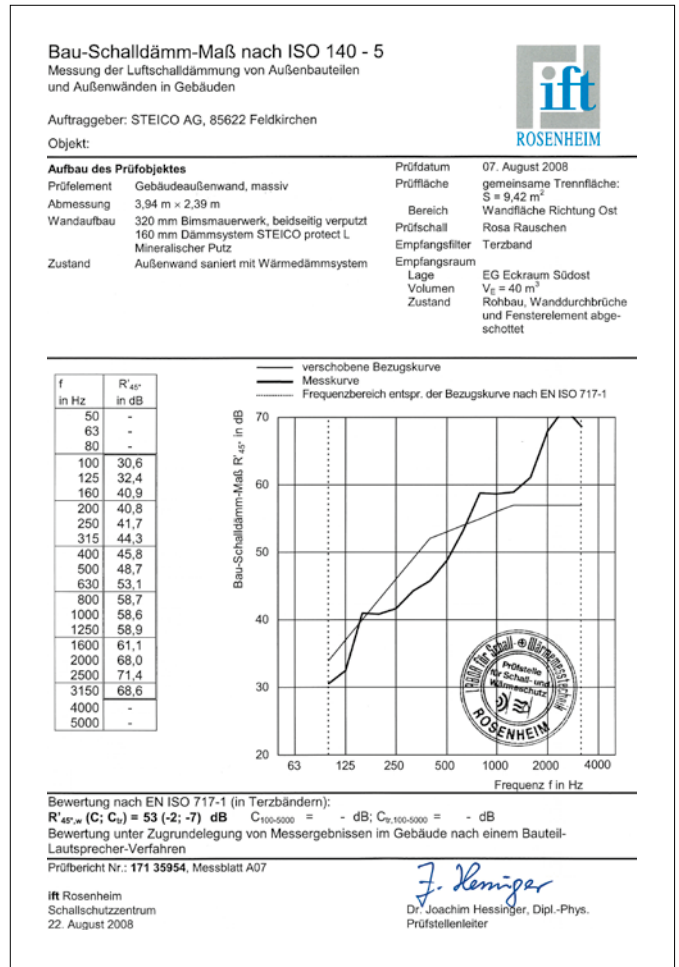 Bau-Schalldämm-Maß nach ISO 140 - 5
Messung der Luftschalldämmung von Außenbauteilen
und Außenwänden in Gebäuden
Auftraggeber: STEICO AG, 85622 Feldkirchen
Objekt:
ift
ROSENHEIM
Aufbau des Prüfobjektes
Prüfelement Gebäudeaußenwand, massiv
Abmessung 3,94 m × 2,39 m
Wandaufbau 320 mm Bimsmauerwerk, beidseitig verputzt
160 mm Dämmsystem STEICO protect L
Mineralischer Putz
Zustand Außenwand saniert mit Wärmedämmsystem
Prüfdatum 07. August 2008
Prüffläche gemeinsame Trennfläche:
S = 9,42 m²
Bereich Wandfläche Richtung Ost
Prüfschall Rosa Rauschen
Empfangsfilter Terzband
Empfangsraum
Lage EG Eckraum Südost
Volumen V_E = 40 m³
Zustand Rohbau, Wanddurchbrüche
und Fensterelement abge-
schottet
f R'45°
in Hz in dB
50 -
63 -
80 -
100 30,6
125 32,4
160 40,9
200 40,8
250 41,7
315 44,3
400 45,8
500 48,7
630 53,1
800 58,7
1000 58,6
1250 58,9
1600 61,1
2000 68,0
2500 71,4
3150 68,6
4000 -
5000 -
verschobene Bezugskurve
Messkurve
Frequenzbereich entspr. der Bezugskurve nach EN ISO 717-1
Bau-Schalldämm-Maß R'45° in dB
70
60
50
40
30
20
63 125 250 500 1000 2000 4000
Frequenz f in Hz
LABOR für Schall- Wärmemesstechnik
Prüfstelle
für Schall- und
Wärmeschutz
ROSENHEIM
Bewertung nach EN ISO 717-1 (in Terzbändern):
R'45°,w (C; Ctr) = 53 (-2; -7) dB C100-5000 = - dB; Ctr,100-5000 = - dB
Bewertung unter Zugrundelegung von Messergebnissen im Gebäude nach einem Bauteil-
Lautsprecher-Verfahren
Prüfbericht Nr.: 171 35954, Messblatt A07
ift Rosenheim
Schallschutzzentrum
22. August 2008
J. Hessinger
Dr. Joachim Hessinger, Dipl.-Phys.
Prüfstellenleiter